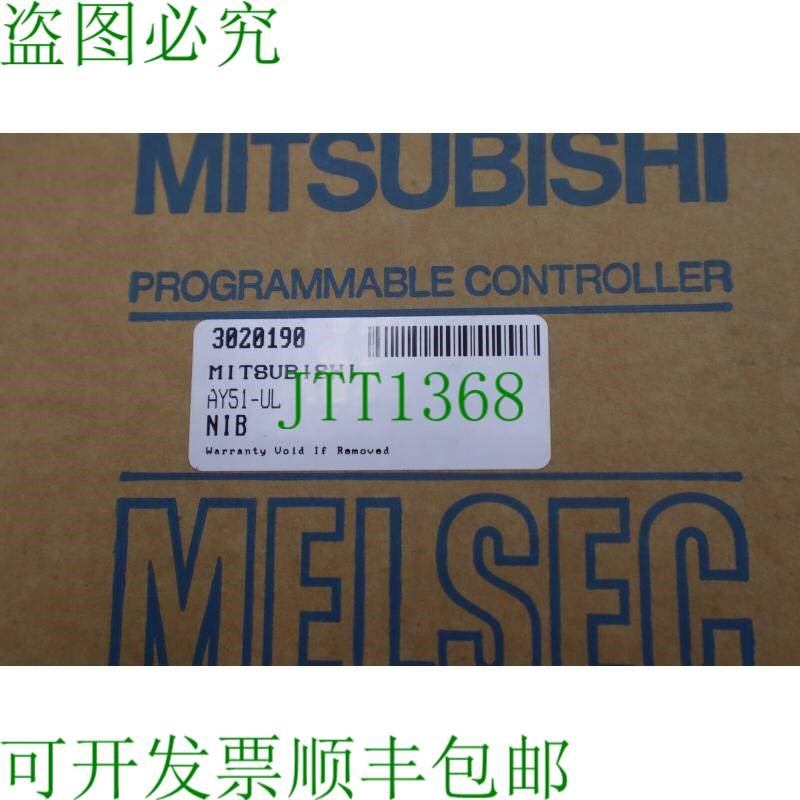 盗图必究
MITSUBISHI
PROGRAMMABLE CONTROLLER
3020190
MITSUBISHI
AY51-UL
JTT1368
NIB
Warranty Void If Removed
MELSEC
可开发票顺丰包邮